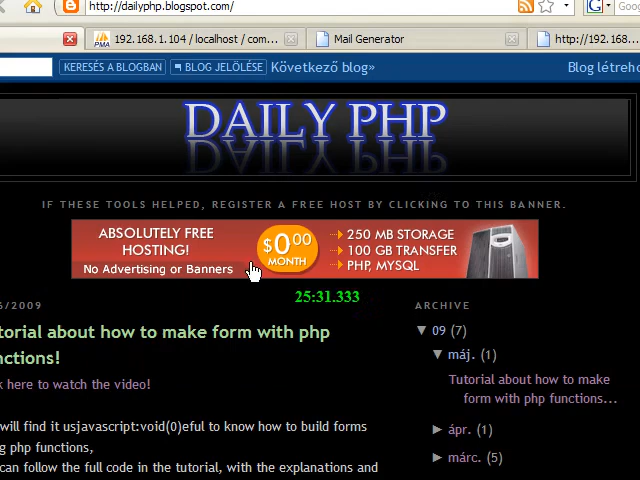 http://dailyphp.blogspot.com/
G
192.168.1.104 / localhost / com...
Mail Generator
http://192.168...
KERESÉS A BLOGBAN
BLOG JELÖLÉSE
Következő blog»
Blog létreho
DAILY PHP
IF THESE TOOLS HELPED, REGISTER A FREE HOST BY CLICKING TO THIS BANNER.
ABSOLUTELY FREE
HOSTING!
No Advertising or Banners
$0.00
MONTH
250 MB STORAGE
100 GB TRANSFER
PHP, MYSQL
25:31.333
6/2009
torial about how to make form with php
nctions!
k here to watch the video!
will find it usjavascript:void(0)eful to know how to build forms
g php functions,
can follow the full code in the tutorial, with the explanations and
ARCHIVE
▼ 09 (7)
▼ máj. (1)
Tutorial about how to make
form with php functions...
► ápr. (1)
► márc. (5)